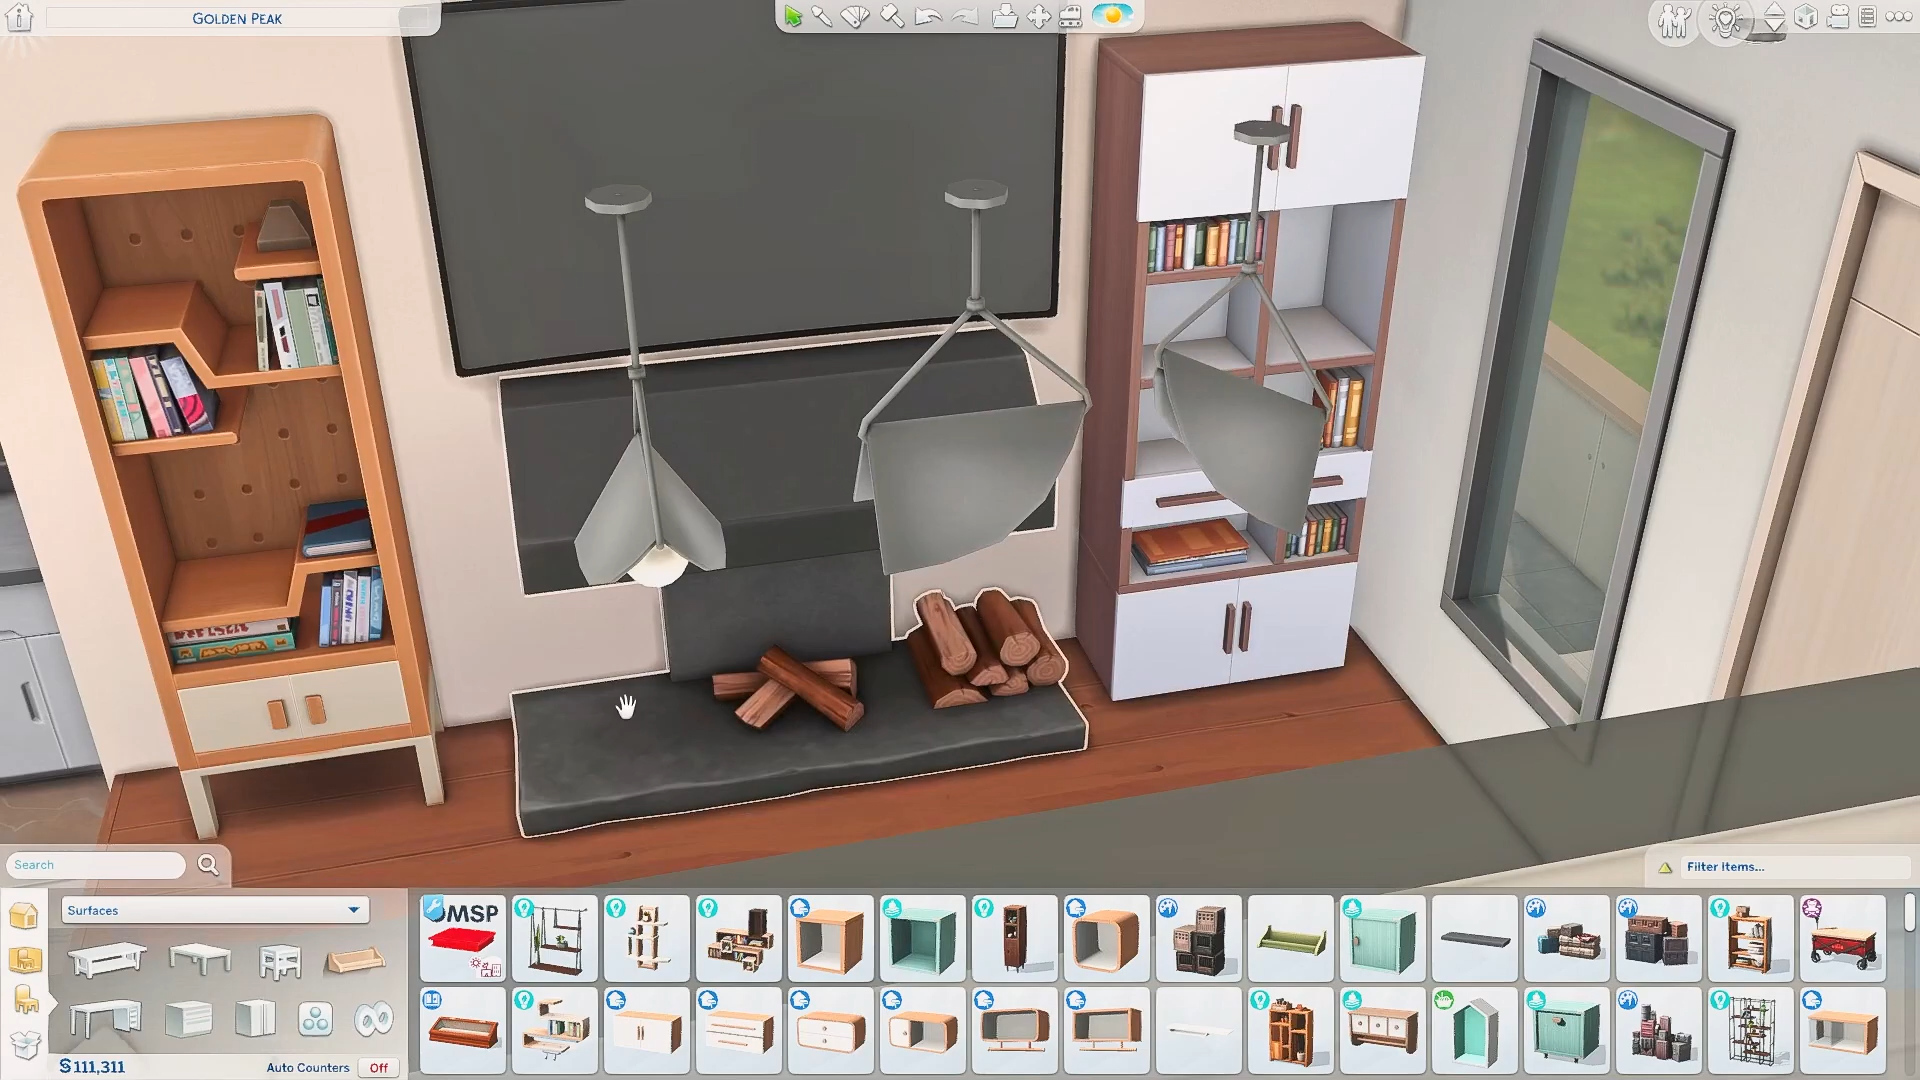 GOLDEN PEAK
Search
Filter Items...
Surfaces
MSP
§111,311
Auto Counters
Off